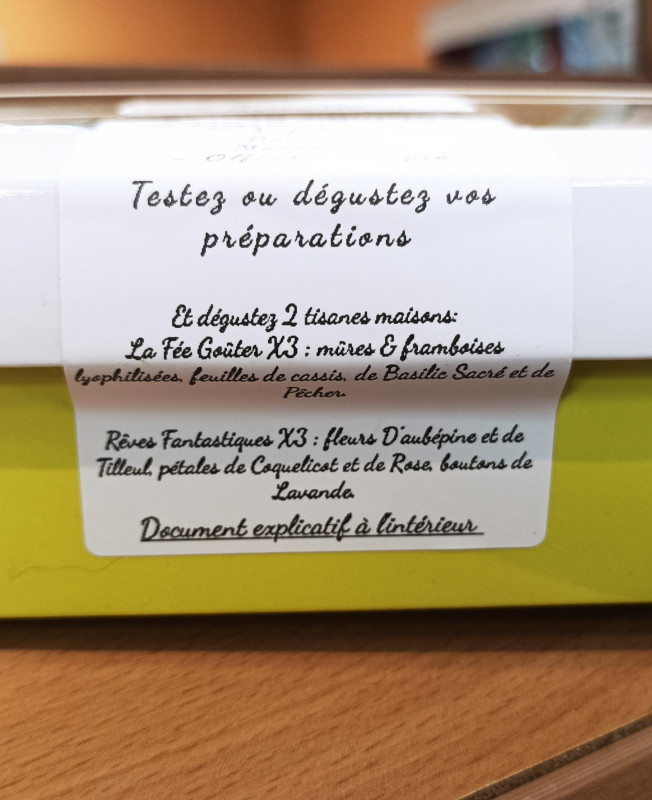 Testez ou dégustez vos
préparations
Et dégustez 2 tisanes maisons:
La Fée Goûter X3 : mûres & framboises
lyophilisées, feuilles de cassis, de Basilic Sacré et de
Pêcher.
Rêves Fantastiques X3 : fleurs D'aubépine et de
Tilleul, pétales de Coquelicot et de Rose, boutons de
Lavande.
Document explicatif à l'intérieur